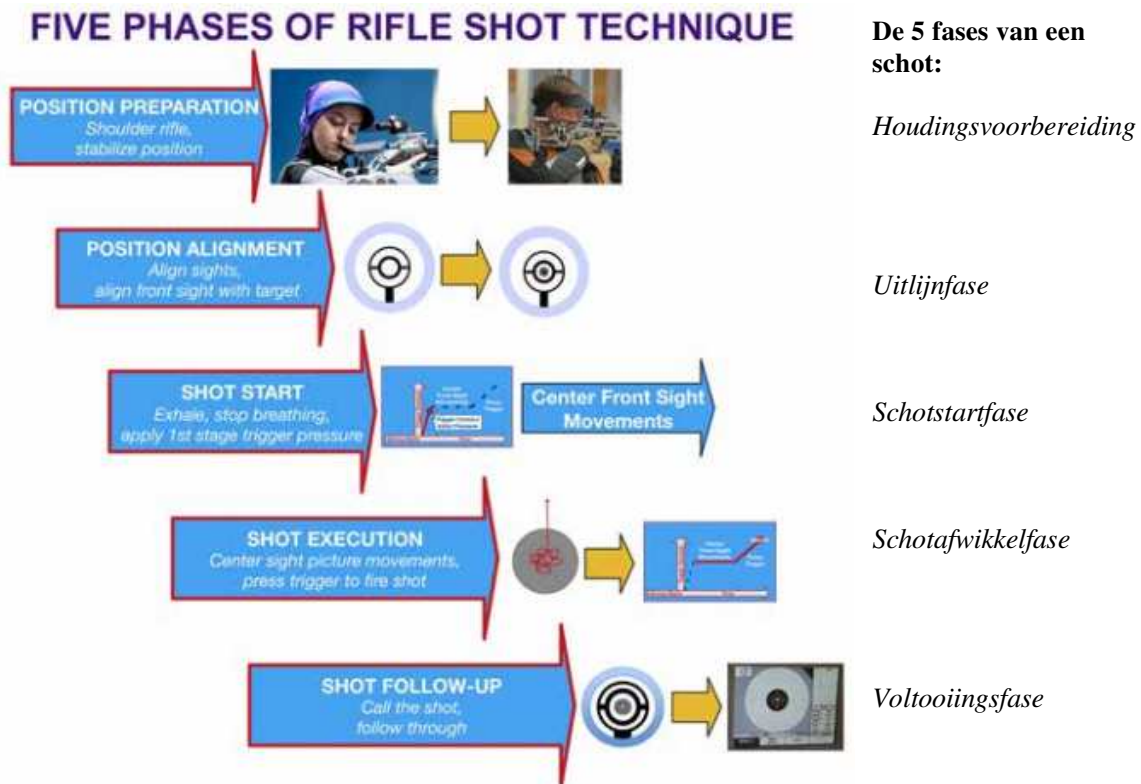 FIVE PHASES OF RIFLE SHOT TECHNIQUE
De 5 fases van een
schot:
POSITION PREPARATION
Shoulder rifle,
stabilize position
Houdingsvoorbereiding
POSITION ALIGNMENT
Align sights,
align front sight with target
Uitlijnfase
SHOT START
Exhale, stop breathing,
apply 1st stage trigger pressure
Center Front Sight
Movements
Schotstartfase
SHOT EXECUTION
Center sight picture movements,
press trigger to fire shot
Schotafwikkelfase
SHOT FOLLOW-UP
Call the shot,
follow through
Voltooiingsfase